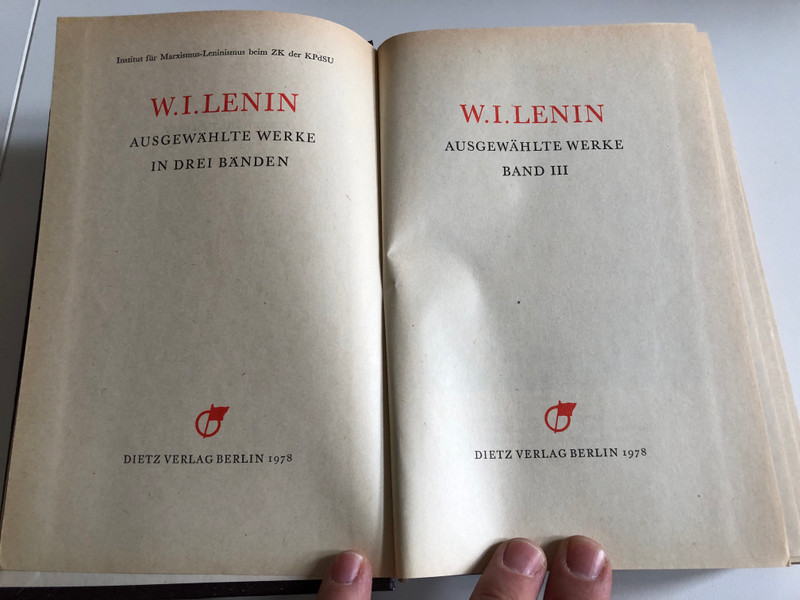 Institut für Marxismus-Leninismus beim ZK der KPdSU
W.I.LENIN
AUSGEWÄHLTE WERKE
IN DREI BÄNDEN
DIETZ VERLAG BERLIN 1978
W.I.LENIN
AUSGEWÄHLTE WERKE
BAND III
DIETZ VERLAG BERLIN 1978